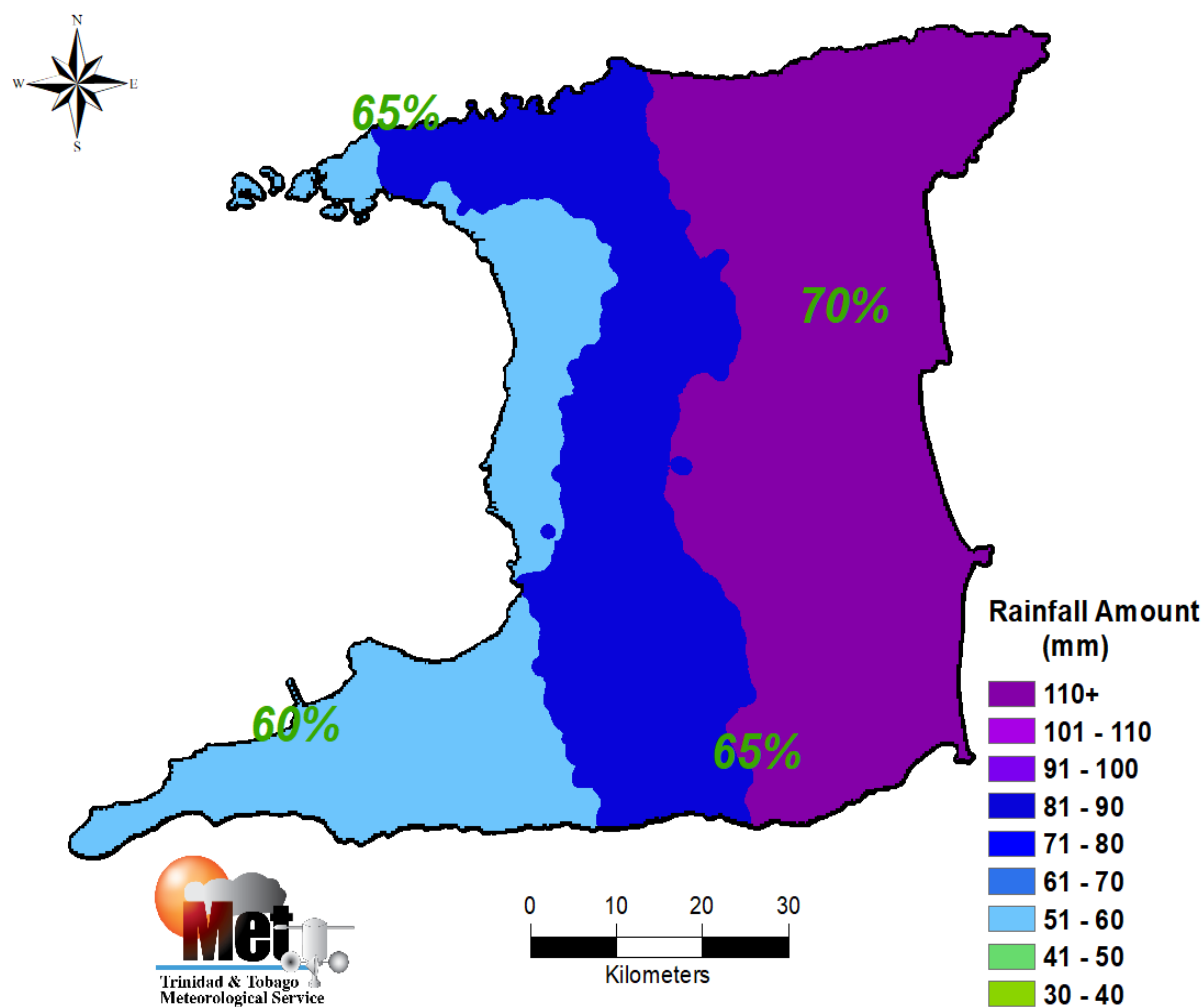 N
W
E
S
65%
70%
60%
65%
Rainfall Amount
(mm)
110+
101 - 110
91 - 100
81 - 90
71 - 80
61 - 70
51 - 60
41 - 50
30 - 40
0 10 20 30
Kilometers
Met
Trinidad & Tobago
Meteorological Service